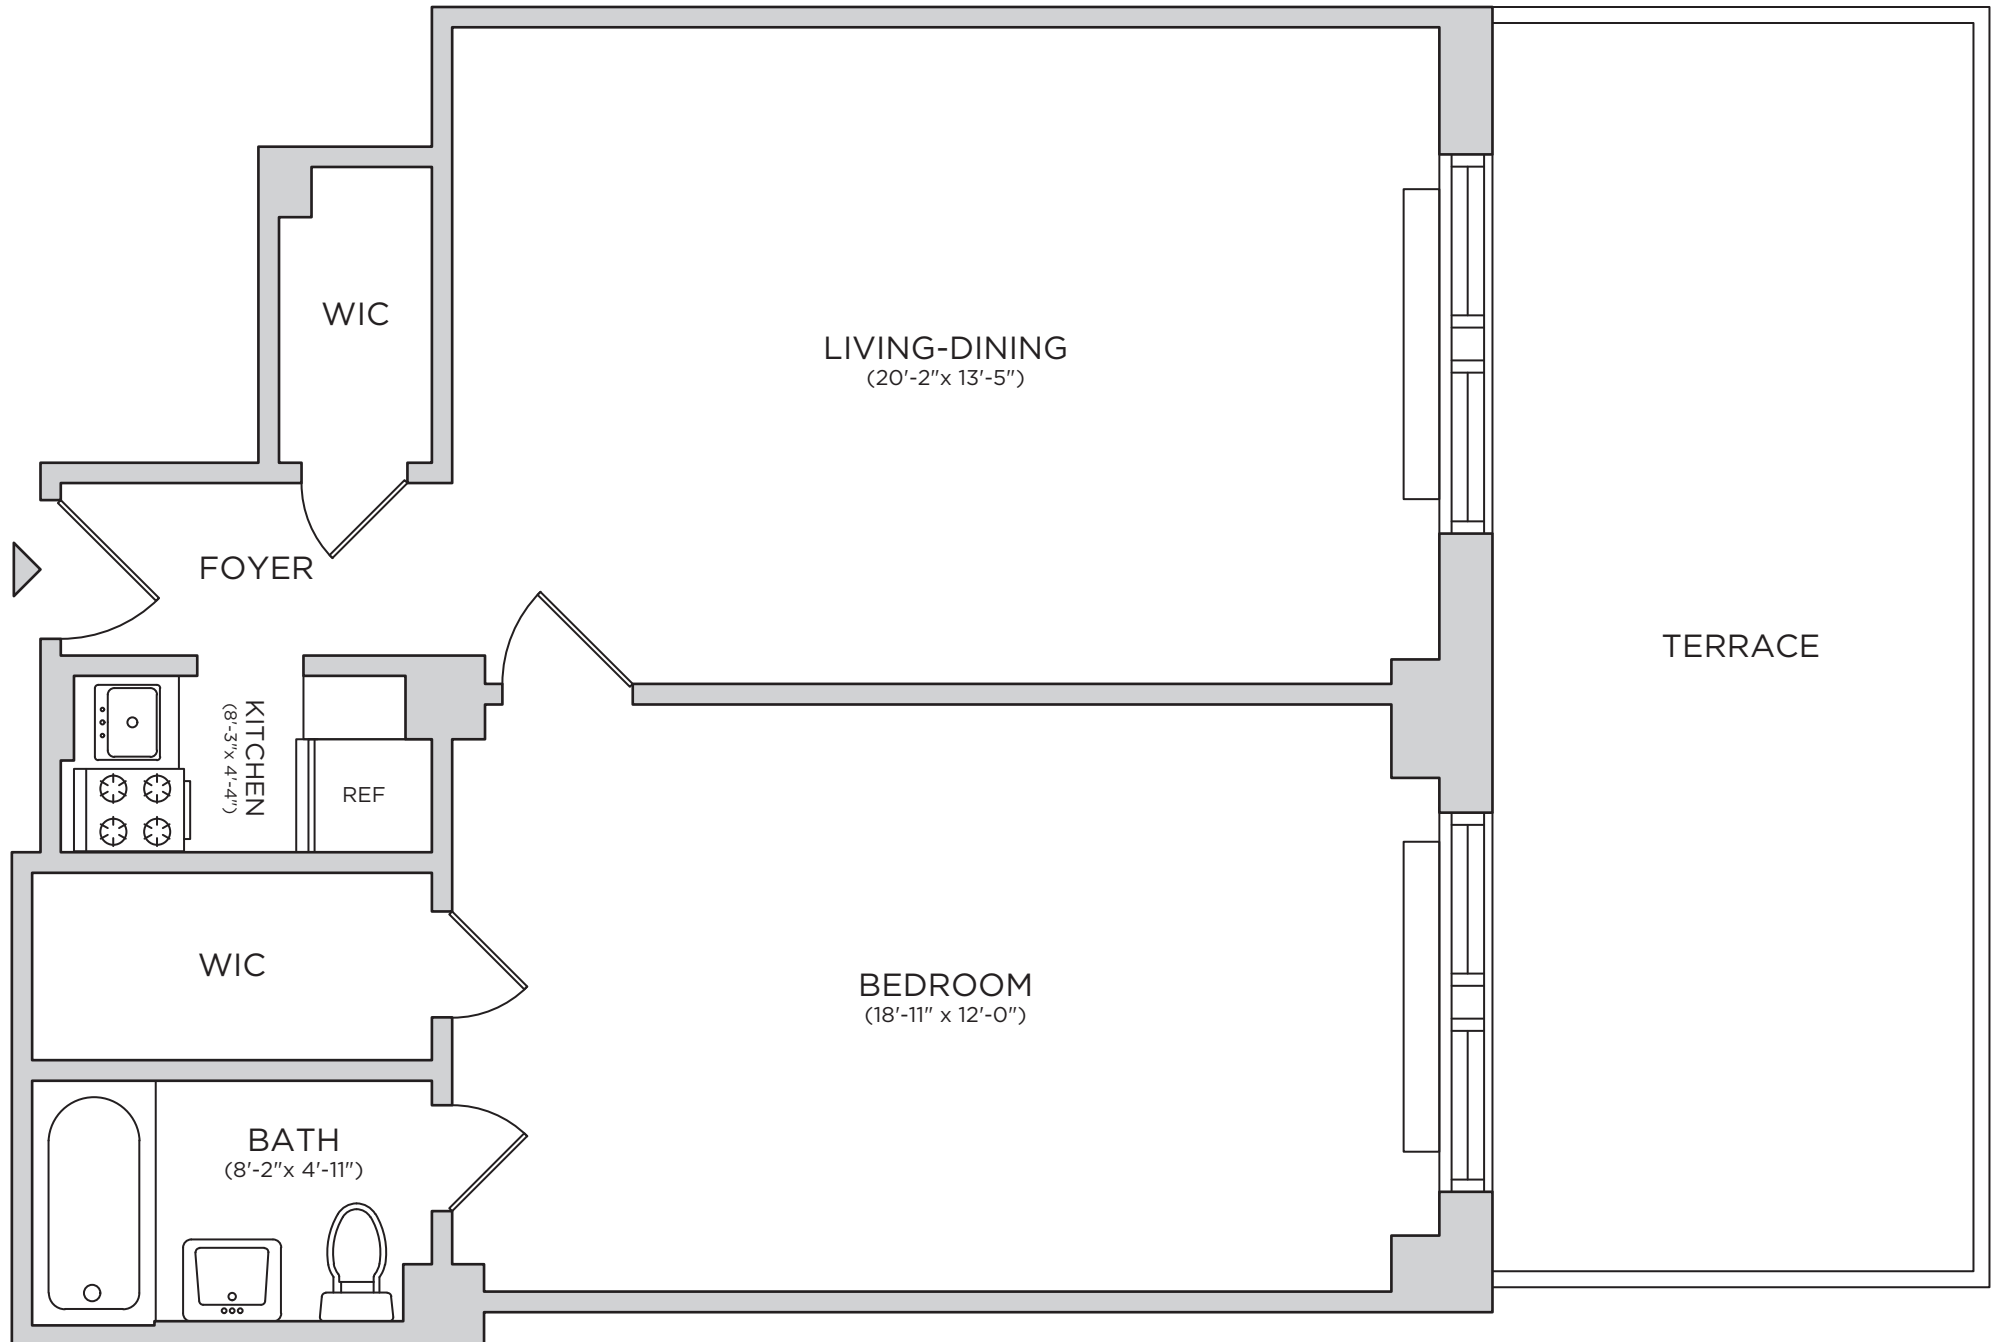 WIC
LIVING-DINING
(20'-2"x 13'-5")
FOYER
TERRACE
KITCHEN
(8'-3"x 4'-4")
REF
WIC
BEDROOM
(18'-11" x 12'-0")
BATH
(8'-2"x 4'-11")